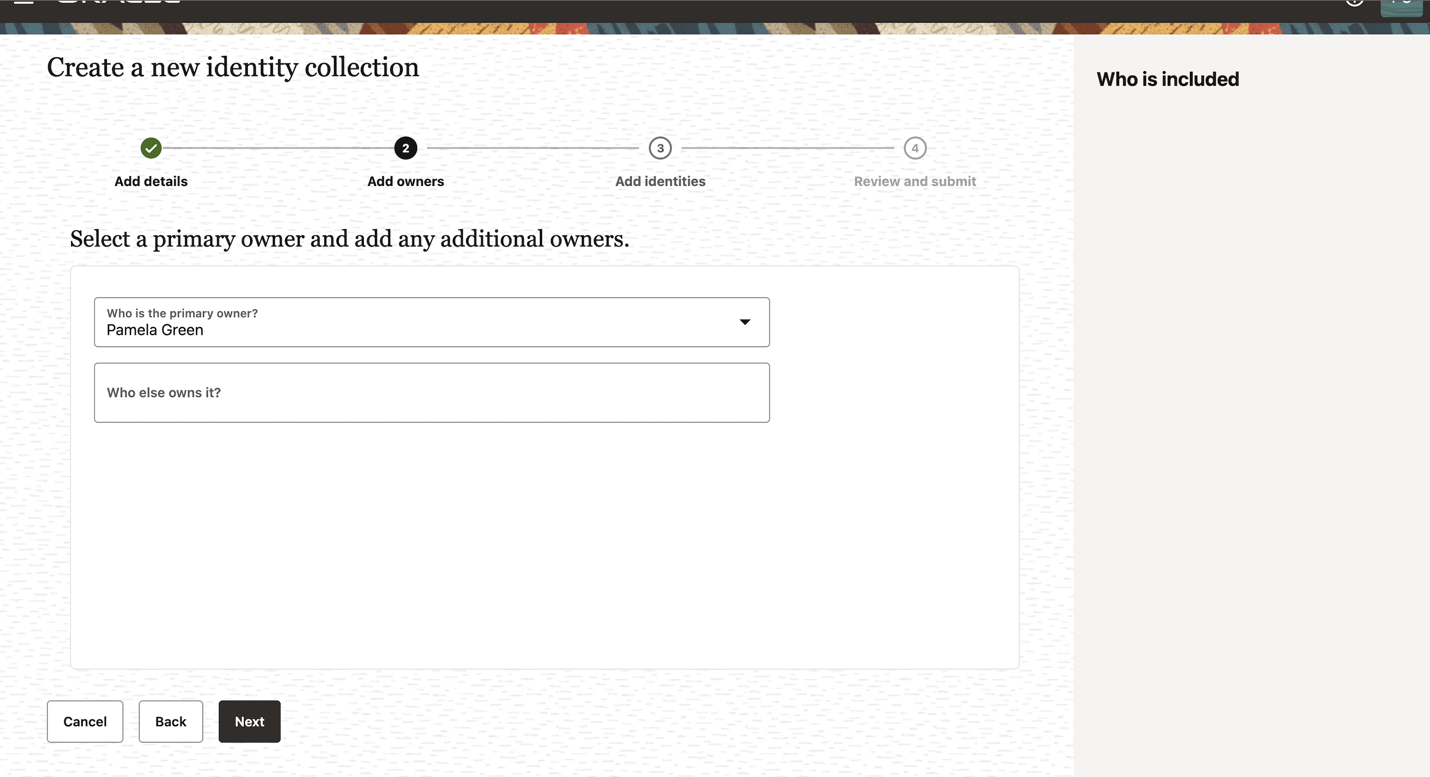 Create a new identity collection
Who is included
2
3
4
Add details
Add owners
Add identities
Review and submit
Select a primary owner and add any additional owners.
Who is the primary owner?
Pamela Green
Who else owns it?
Cancel
Back
Next